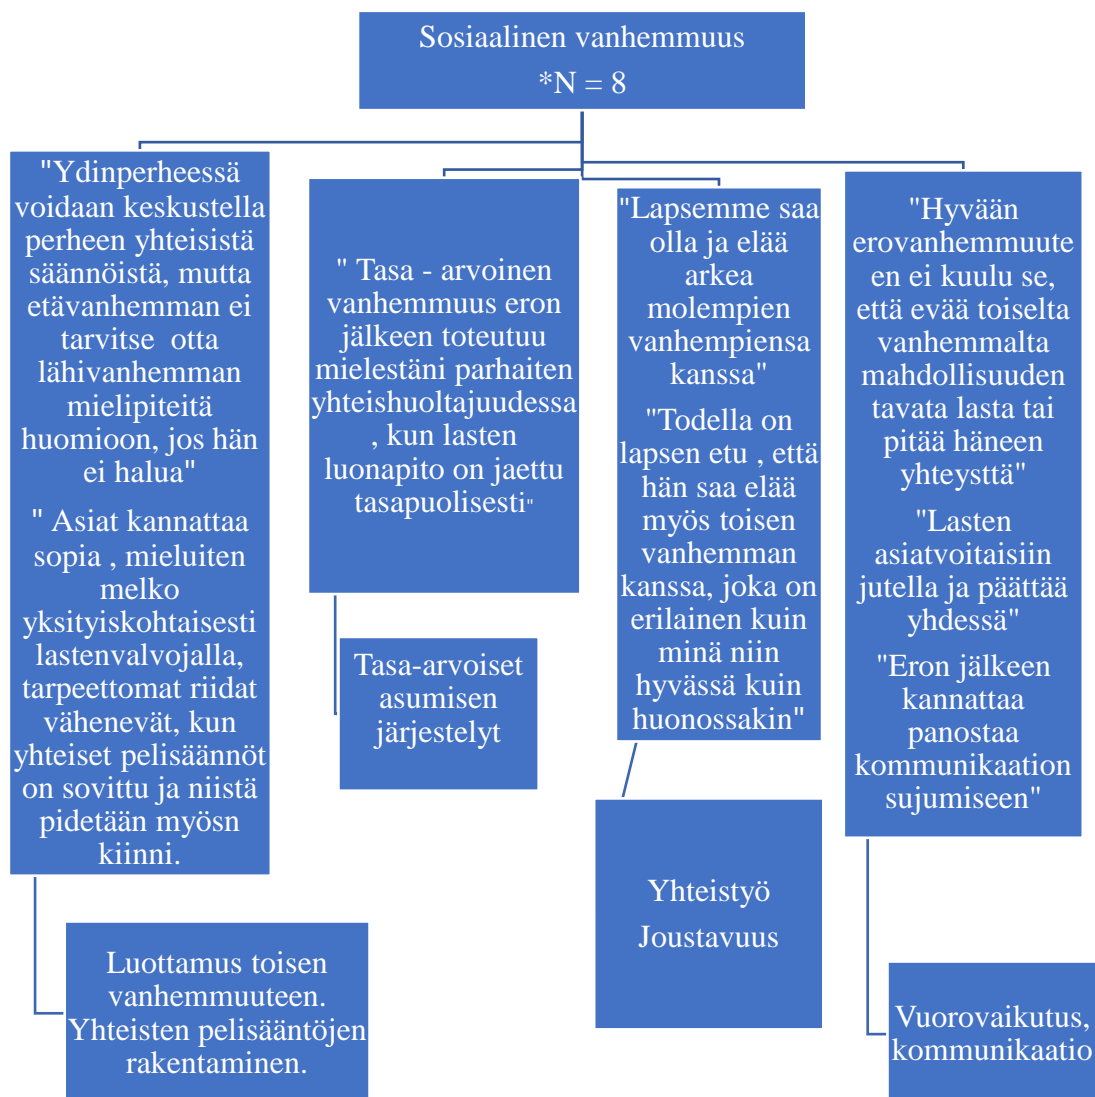 Sosiaalinen vanhemmuus
*N = 8
"Ydinperheessä
voidaan keskustella
perheen yhteisistä
säännöistä, mutta
etävanhemman ei
tarvitse  otta
lähivanhemman
mielipiteitä
huomioon, jos hän
ei halua"
" Asiat kannattaa
sopia , mieluiten
melko
yksityiskohtaisesti
lastenvalvojalla,
tarpeettomat riidat
vähenevät, kun
yhteiset pelisäännöt
on sovittu ja niistä
pidetään myösn
kiinni.
Luottamus toisen
vanhemmuuteen.
Yhteisten pelisääntöjen
rakentaminen.
" Tasa - arvoinen
vanhemmuus eron
jälkeen toteutuu
mielestäni parhaiten
yhteishuoltajuudessa
, kun lasten
luonapito on jaettu
tasapuolisesti"
Tasa-arvoiset
asumisen
järjestelyt
"Lapsemme saa
olla ja elää
arkea
molempien
vanhempiensa
kanssa"
"Todella on
lapsen etu , että
hän saa elää
myös toisen
vanhemman
kanssa, joka on
erilainen kuin
minä niin
hyvässä kuin
huonossakin"
Yhteistyö
Joustavuus
"Hyvään
erovanhemmuute
en ei kuulu se,
että evää toiselta
vanhemmalta
mahdollisuuden
tavata lasta tai
pitää häneen
yhteysttä"
"Lasten
asiatvoitaisiin
jutella ja päättää
yhdessä"
"Eron jälkeen
kannattaa
panostaa
kommunikaation
sujumiseen"
Vuorovaikutus,
kommunikaatio